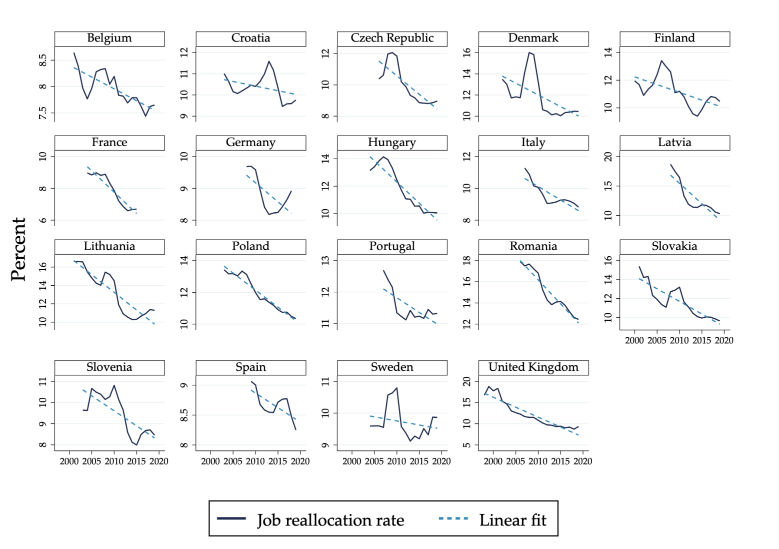 Belgium Croatia Czech Republic Denmark Finland
8.5 8 7.5
12 11 10 9
12 10 8
16 14 12 10
14 12 10
France Germany Hungary Italy Latvia
10 8 6
10 9 8
14 12 10
12 10 8
20 15 10
Percent
Lithuania Poland Portugal Romania Slovakia
16 14 12 10
14 12 10
13 12 11
18 16 14 12
16 14 12 10
2000 2005 2010 2015 2020
Slovenia Spain Sweden United Kingdom
11 10 9 8
9 8.5 8
11 10 9
20 15 10 5
2000 2005 2010 2015 2020 2000 2005 2010 2015 2020 2000 2005 2010 2015 2020 2000 2005 2010 2015 2020
Job reallocation rate Linear fit